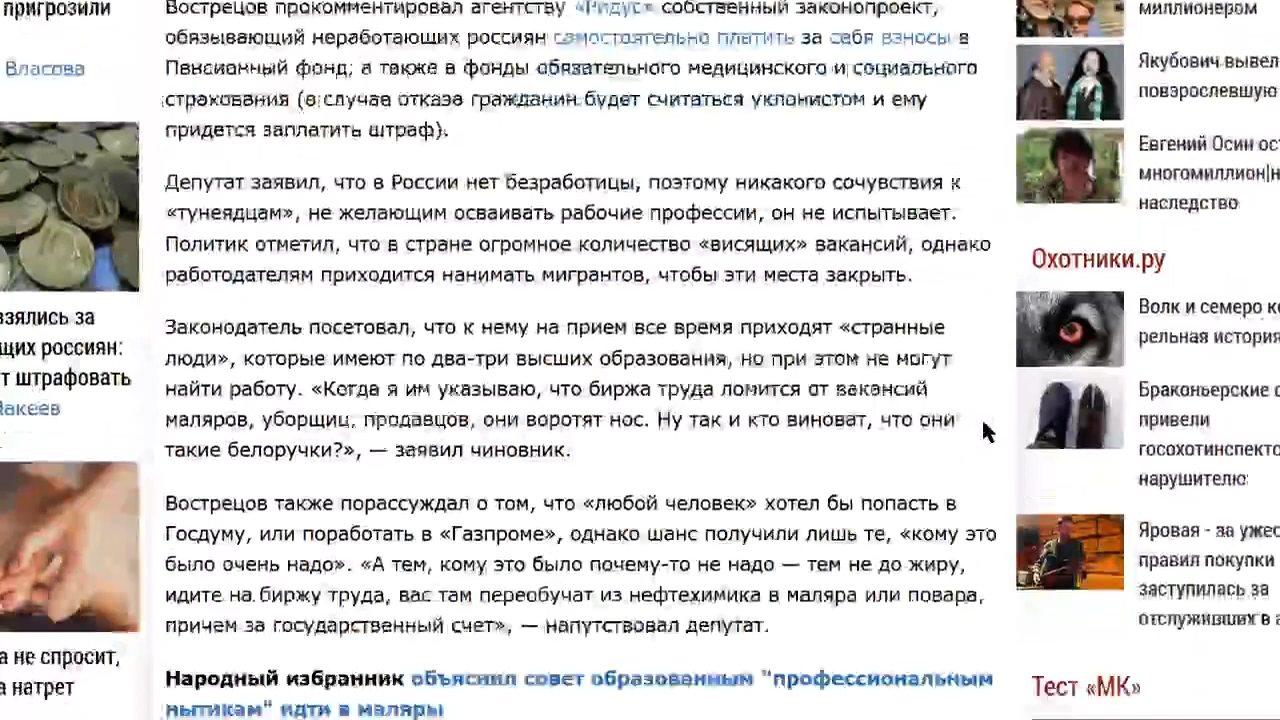 пригрозили
Власова
взялись за
щих россиян:
т штрафовать
Макеев
а не спросит,
а натрет
Вострецов прокомментировал агентству «Ридус» собственный законопроект,
обязывающий неработающих россиян самостоятельно платить за себя взносы в
Пенсионный фонд, а также в фонды обязательного медицинского и социального
страхования (в случае отказа гражданин будет считаться уклонистом и ему
придется заплатить штраф).
Депутат заявил, что в России нет безработицы, поэтому никакого сочувствия к
«тунеядцам», не желающим осваивать рабочие профессии, он не испытывает.
Политик отметил, что в стране огромное количество «висящих» вакансий, однако
работодателям приходится нанимать мигрантов, чтобы эти места закрыть.
Законодатель посетовал, что к нему на прием все время приходят «странные
люди», которые имеют по два-три высших образования, но при этом не могут
найти работу. «Когда я им указываю, что биржа труда ломится от вакансий
маляров, уборщиц, продавцов, они воротят нос. Ну так и кто виноват, что они
такие белоручки?», — заявил чиновник.
Вострецов также порассуждал о том, что «любой человек» хотел бы попасть в
Госдуму, или поработать в «Газпроме», однако шанс получили лишь те, «кому это
было очень надо». «А тем, кому это было почему-то не надо — тем не до жиру,
идите на биржу труда, вас там переобучат из нефтехимика в маляра или повара,
причем за государственный счет», — напутствовал депутат.
Народный избранник объяснил совет образованным "профессиональным
нытикам" идти в маляры
миллионером
Якубович вывел
повзрослевшую
Евгений Осин ост
многомиллион|н
наследство
Охотники.ру
Волк и семеро ко
рельная история
Браконьерские с
привели
госохотинспекто
нарушителю:
Яровая - за ужес
правил покупки
заступилась за
отслуживших в а
Тест «МК»